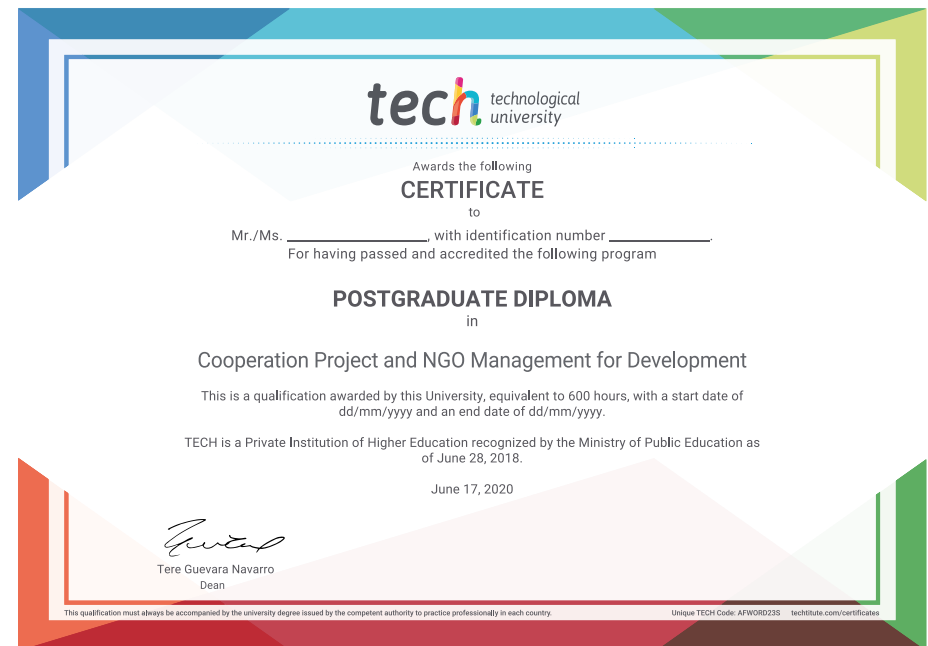 tech technological
university
Awards the following
CERTIFICATE
to
Mr./Ms. ____________________, with identification number ______________.
For having passed and accredited the following program
POSTGRADUATE DIPLOMA
in
Cooperation Project and NGO Management for Development
This is a qualification awarded by this University, equivalent to 600 hours, with a start date of
dd/mm/yyyy and an end date of dd/mm/yyyy.
TECH is a Private Institution of Higher Education recognized by the Ministry of Public Education as
of June 28, 2018.
June 17, 2020
Tere Guevara Navarro
Dean
This qualification must always be accompanied by the university degree issued by the competent authority to practice professionally in each country. Unique TECH Code: AFWORD23S techtitute.com/certificates